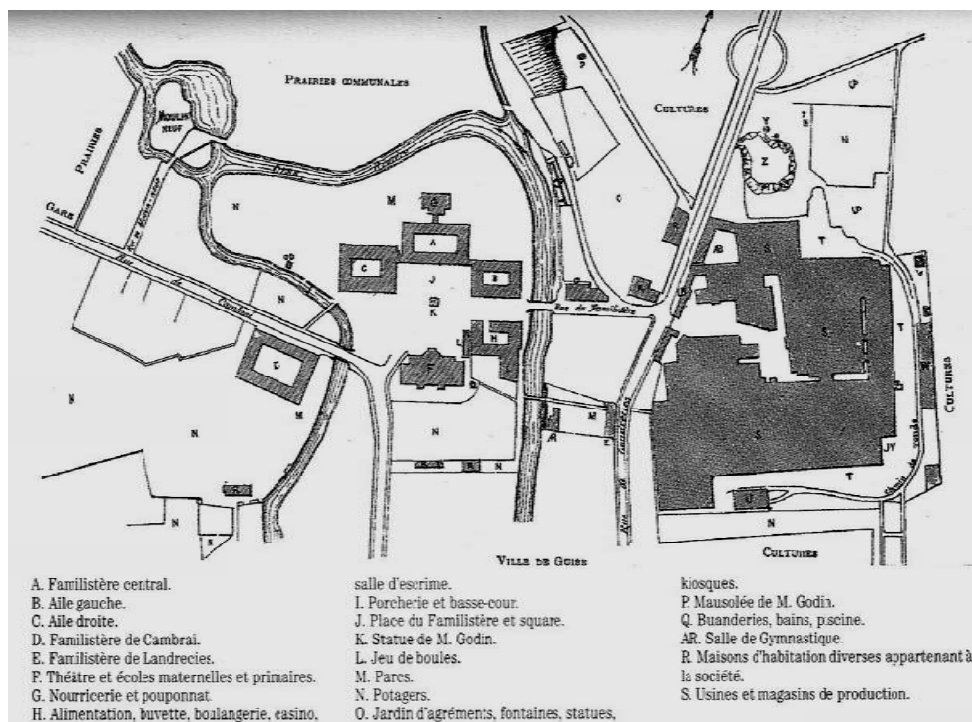 PRAIRIES COMMUNALES
CULTURES
MOULIN
NEUF
PRAIRIES
GARE
Rue du Familistère
CULTURES
VILLE DE GUISE
CULTURES
A. Familistère central.
B. Aile gauche.
C. Aile droite.
D. Familistère de Cambrai.
E. Familistère de Landrecies.
F. Théâtre et écoles maternelles et primaires.
G. Nourricerie et pouponnat
H. Alimentation, buvette, boulangerie, casino,
salle d'escrime.
I. Porcherie et basse-cour.
J. Place du Familistère et square.
K. Statue de M. Godin.
L. Jeu de boules.
M. Parcs.
N. Potagers.
O. Jardin d'agréments, fontaines, statues,
kiosques.
P. Mausolée de M. Godin.
Q. Buanderies, bains, piscine.
AR. Salle de Gymnastique
R. Maisons d'habitation diverses appartenant à
la société.
S. Usines et magasins de production.